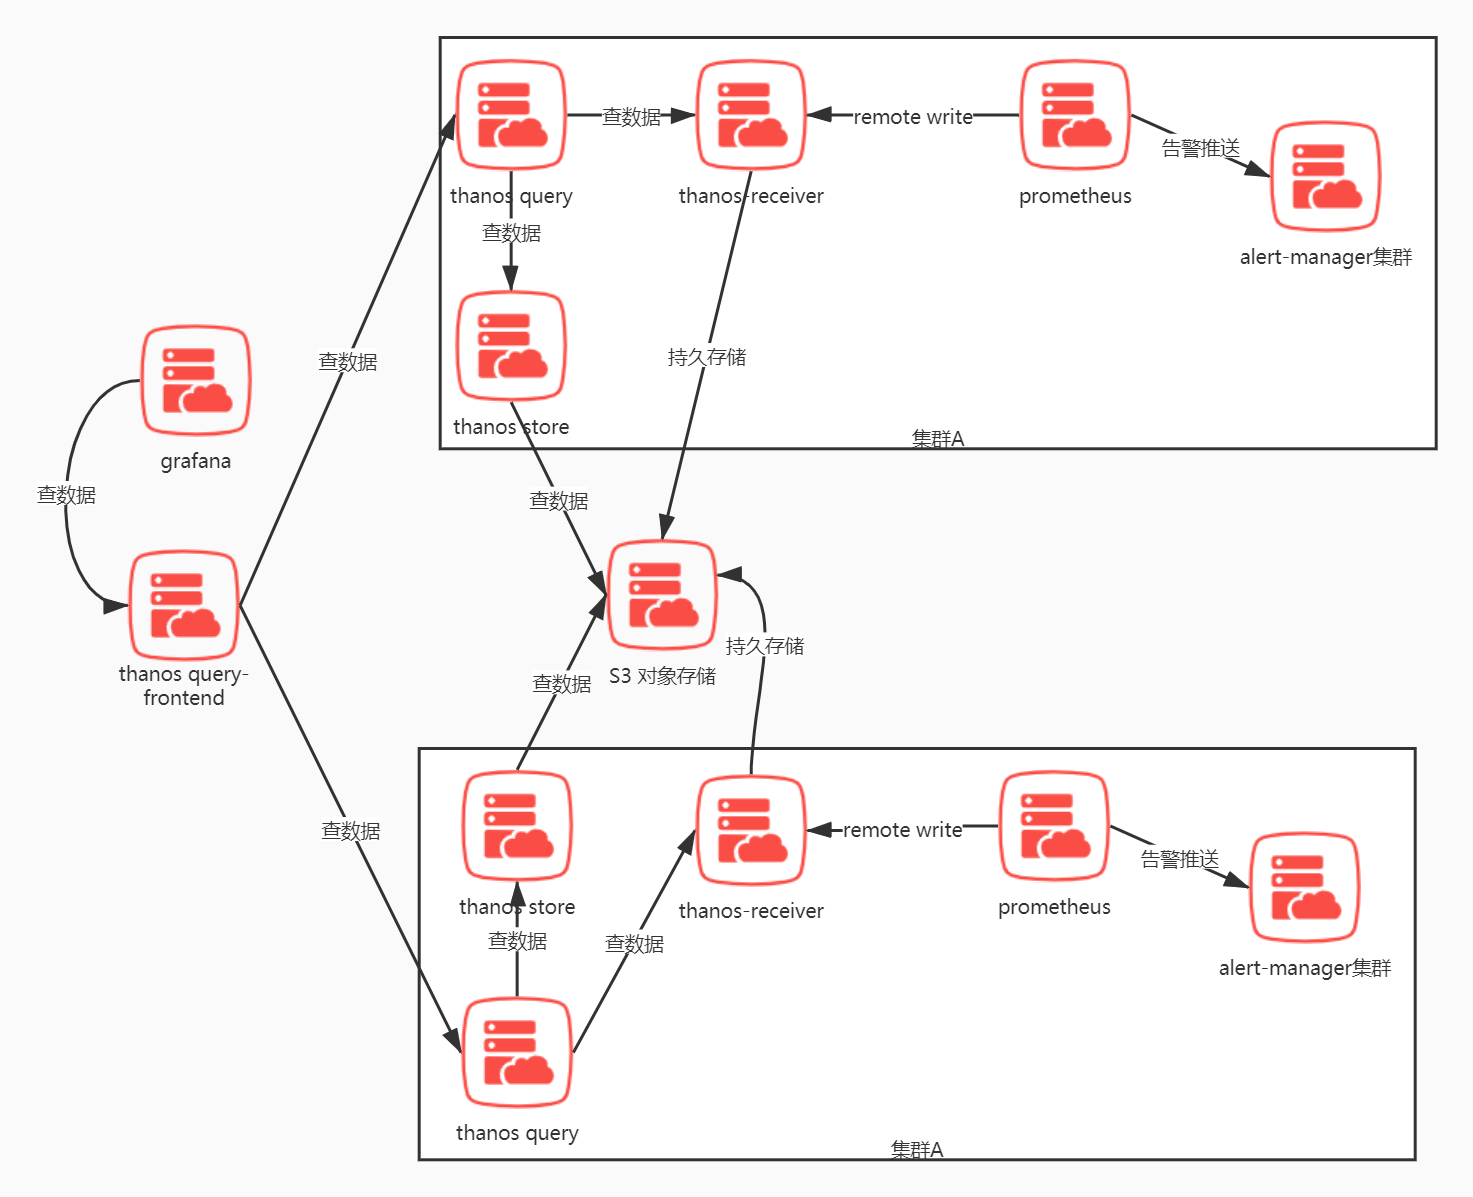 查数据
remote write
告警推送
thanos query
thanos-receiver
prometheus
查数据
alert-manager集群
查数据
持久存储
thanos store
集群A
grafana
查数据
查数据
thanos query-
frontend
持久存储
S3 对象存储
查数据
查数据
remote write
告警推送
thanos store
thanos-receiver
prometheus
查数据
查数据
alert-manager集群
thanos query
集群A